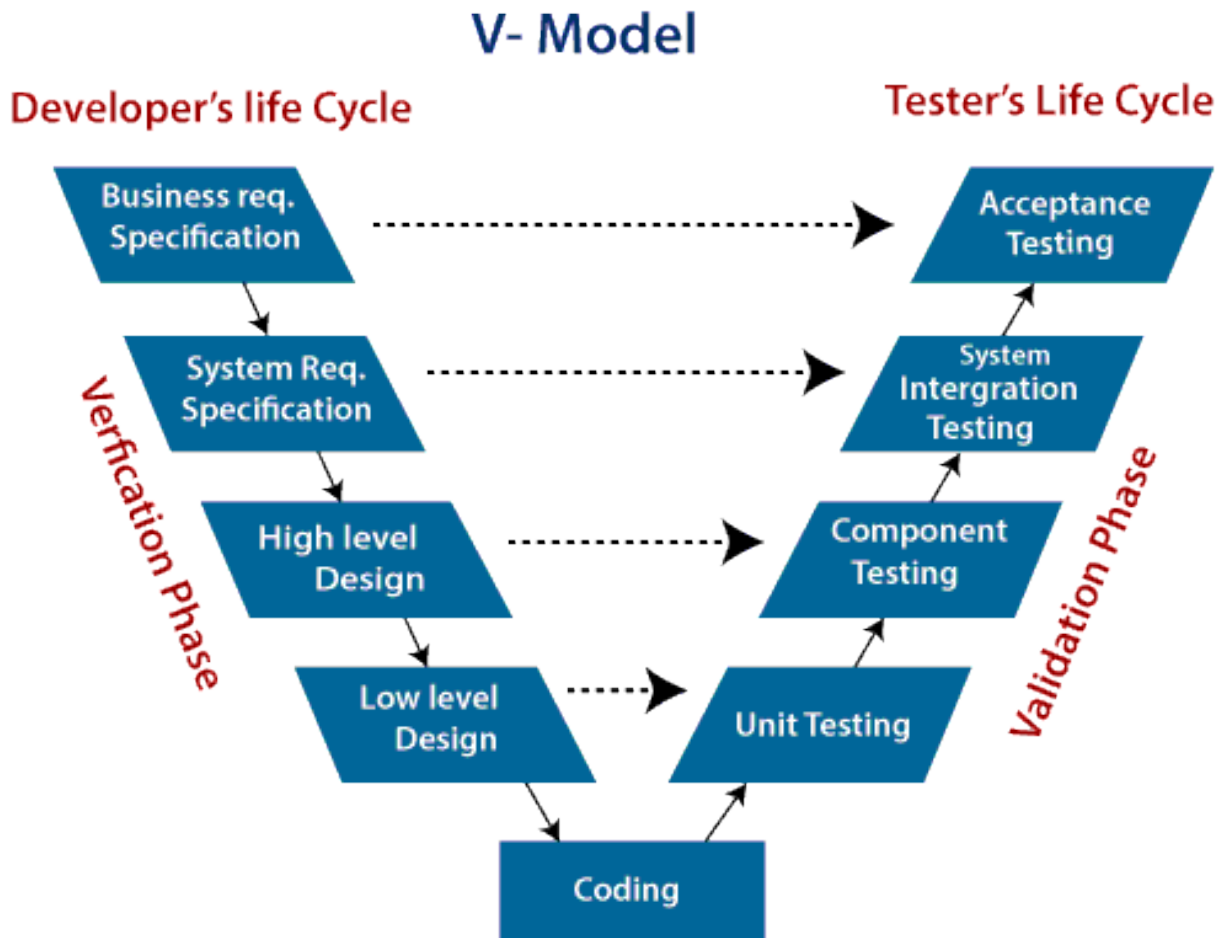 V- Model
Developer's life Cycle
Tester's Life Cycle
Business req.
Specification
Acceptance
Testing
System Req.
Specification
System
Intergration
Testing
Verfication Phase
Validation Phase
High level
Design
Component
Testing
Low level
Design
Unit Testing
Coding